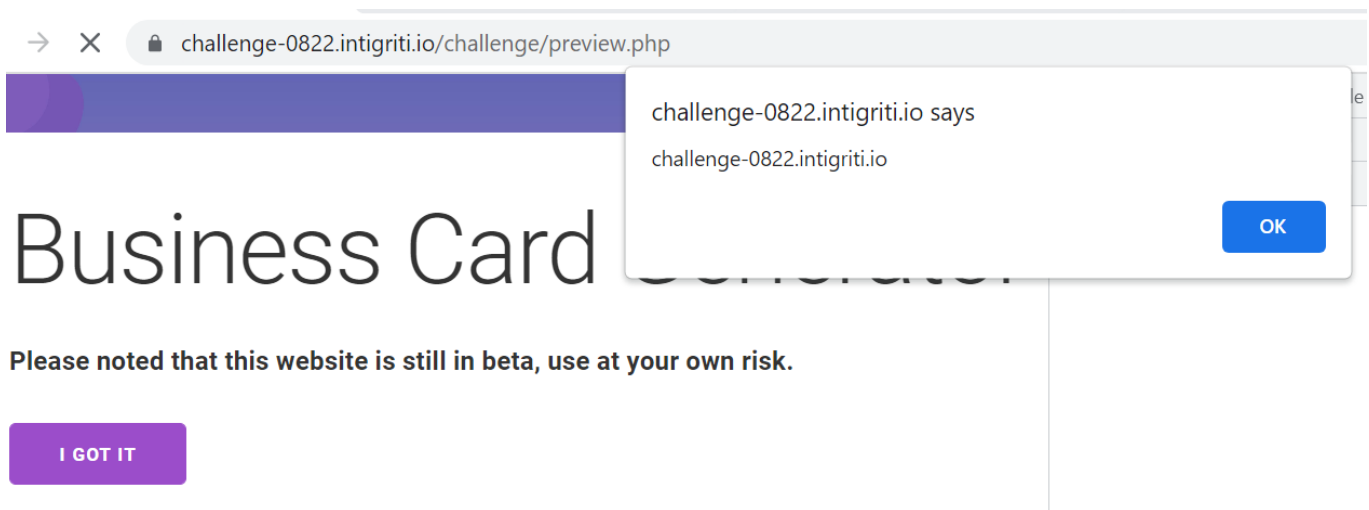 challenge-0822.intigriti.io/challenge/preview.php
challenge-0822.intigriti.io says
challenge-0822.intigriti.io
OK
Business Card
Please noted that this website is still in beta, use at your own risk.
I GOT IT